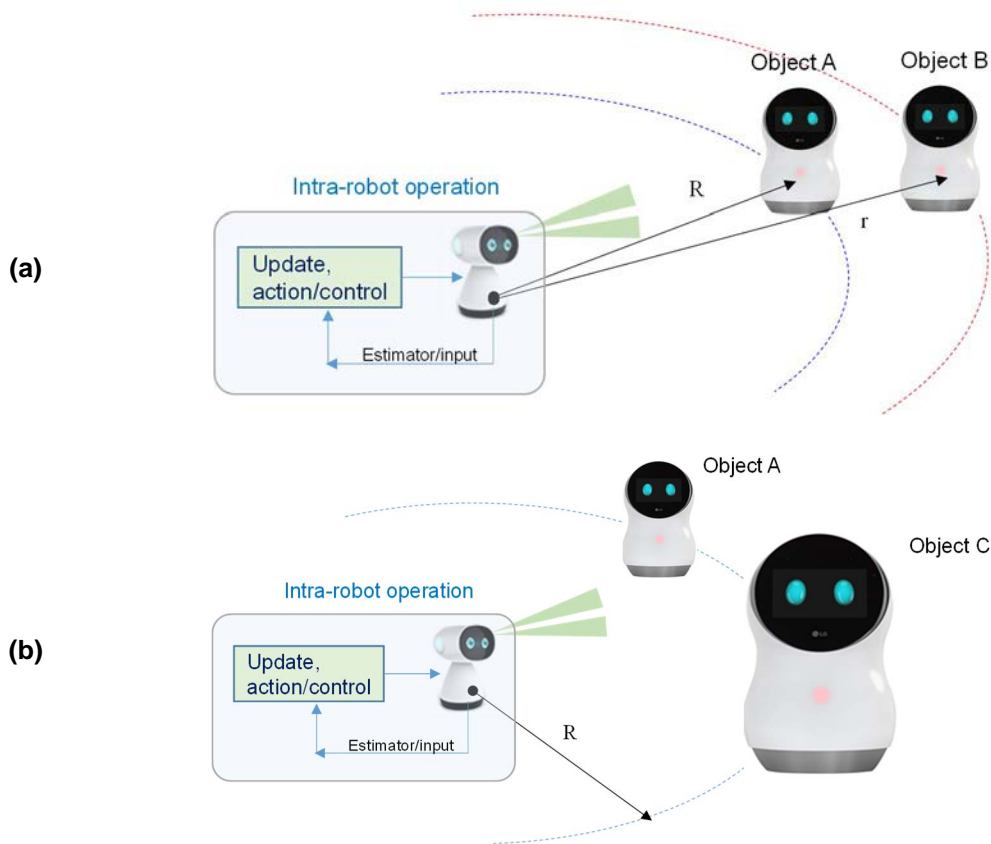 Object A
Object B
Intra-robot operation
R
r
(a)
Update,
action/control
Estimator/input
Object A
Object C
Intra-robot operation
(b)
Update,
action/control
R
Estimator/input
LG